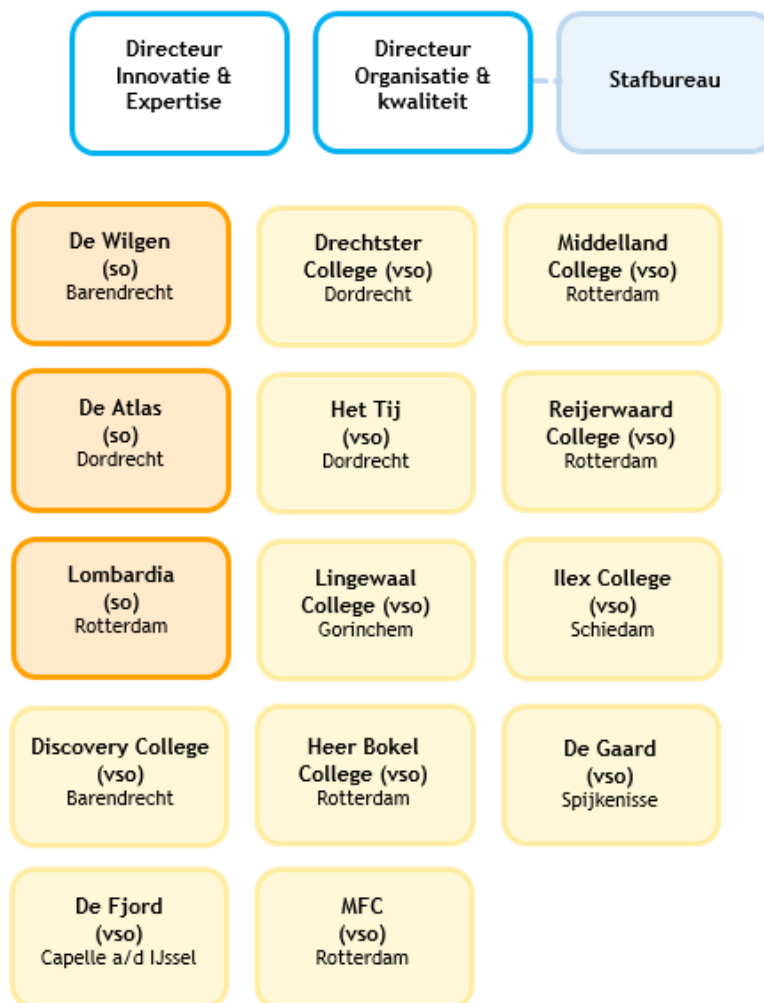 Directeur
Innovatie &
Expertise
Directeur
Organisatie &
kwaliteit
Stafbureau
De Wilgen
(so)
Barendrecht
Drechtster
College (vso)
Dordrecht
Middelland
College (vso)
Rotterdam
De Atlas
(so)
Dordrecht
Het Tij
(vso)
Dordrecht
Reijerwaard
College (vso)
Rotterdam
Lombardia
(so)
Rotterdam
Lingewaal
College (vso)
Gorinchem
Ilex College
(vso)
Schiedam
Discovery College
(vso)
Barendrecht
Heer Bokel
College (vso)
Rotterdam
De Gaard
(vso)
Spijkenisse
De Fjord
(vso)
Capelle a/d IJssel
MFC
(vso)
Rotterdam